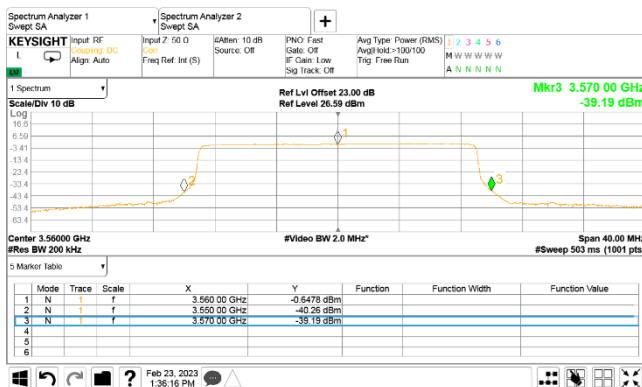 Spectrum Analyzer 1
Swept SA
Spectrum Analyzer 2
Swept SA
KEYSIGHT
L
Input: RF
Coupling: DC
Align: Auto
Input Z: 50 Ω
Corr
Freq Ref: Int (S)
#Atten: 10 dB
Source: Off
PNO: Fast
Gate: Off
IF Gain: Low
Sig Track: Off
Avg Type: Power (RMS)
Avg|Hold:>100/100
Trig: Free Run
1 2 3 4 5 6
M W W W W W
A N N N N N
1 Spectrum
Scale/Div 10 dB
Ref Lvl Offset 23.00 dB
Ref Level 26.59 dBm
Mkr3 3.570 00 GHz
-39.19 dBm
Log
16.6
6.59
-3.41
-13.4
-23.4
-33.4
-43.4
-53.4
-63.4
1
2
3
Center 3.56000 GHz
#Res BW 200 kHz
#Video BW 2.0 MHz*
Span 40.00 MHz
#Sweep 503 ms (1001 pts
5 Marker Table
Mode Trace Scale X Y Function Function Width Function Value
1 N 1 f 3.560 00 GHz -0.6478 dBm
2 N 1 f 3.550 00 GHz -40.26 dBm
3 N 1 f 3.570 00 GHz -39.19 dBm
4
5
6
Feb 23, 2023
1:36:16 PM